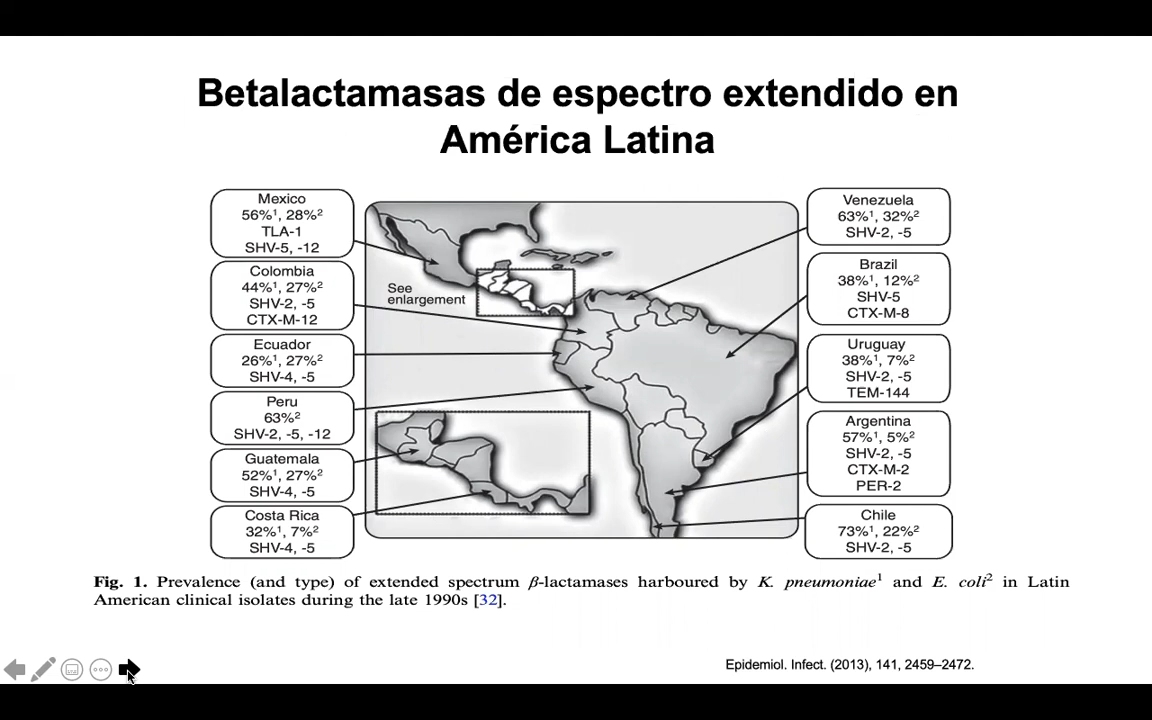 Betalactamasas de espectro extendido en
América Latina
Mexico
56%¹, 28%²
TLA-1
SHV-5, -12
Colombia
44%¹, 27%²
SHV-2, -5
CTX-M-12
Ecuador
26%¹, 27%²
SHV-4, -5
Peru
63%²
SHV-2, -5, -12
Guatemala
52%¹, 27%²
SHV-4, -5
Costa Rica
32%¹, 7%²
SHV-4, -5
See
enlargement
Venezuela
63%¹, 32%²
SHV-2, -5
Brazil
38%¹, 12%²
SHV-5
CTX-M-8
Uruguay
38%¹, 7%²
SHV-2, -5
TEM-144
Argentina
57%¹, 5%²
SHV-2, -5
CTX-M-2
PER-2
Chile
73%¹, 22%²
SHV-2, -5
Fig. 1. Prevalence (and type) of extended spectrum β-lactamases harboured by K. pneumoniae¹ and E. coli² in Latin
American clinical isolates during the late 1990s [32].
Epidemiol. Infect. (2013), 141, 2459–2472.